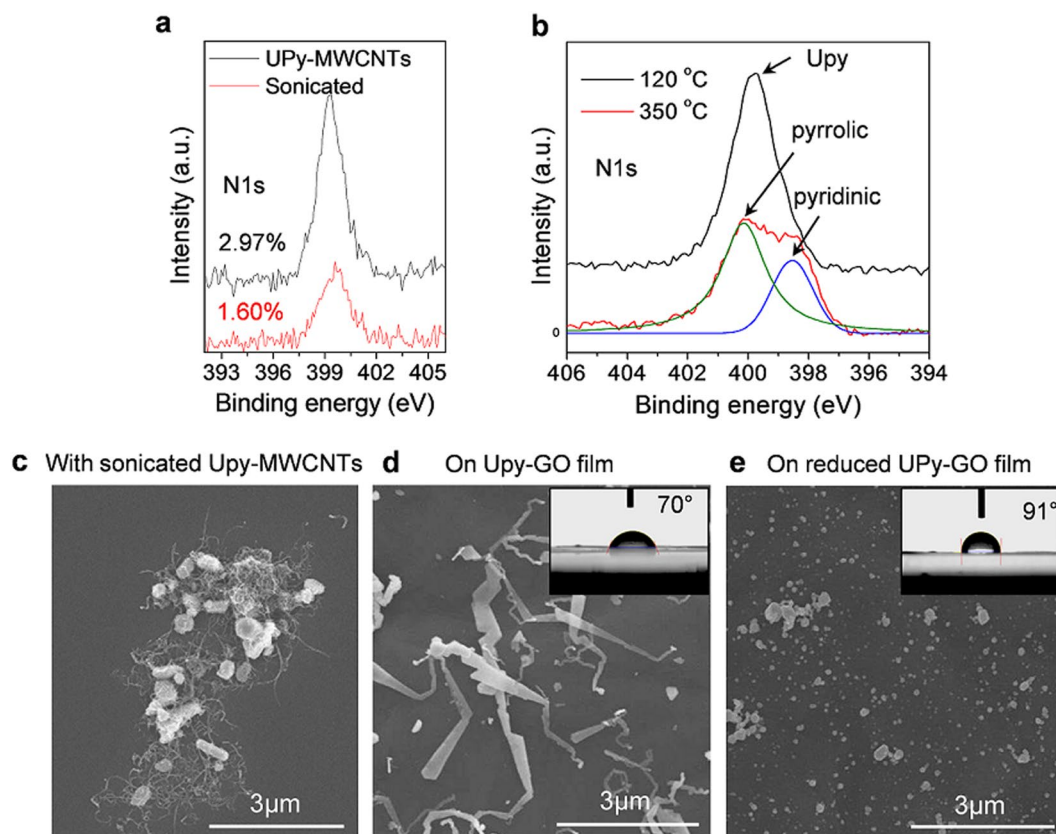 a
UPy-MWCNTs
Sonicated
N1s
2.97%
1.60%
Intensity (a.u.)
393 396 399 402 405
Binding energy (eV)
b
120 °C
350 °C
Upy
pyrrolic
pyridinic
N1s
Intensity (a.u.)
0
406 404 402 400 398 396 394
Binding energy (eV)
c With sonicated Upy-MWCNTs
3μm
d On Upy-GO film
70°
3μm
e On reduced UPy-GO film
91°
3μm